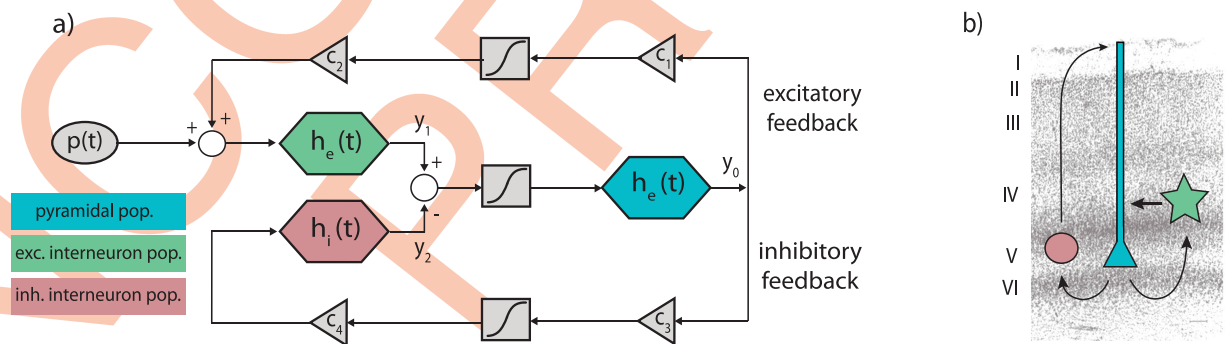 a)
c2
c1
excitatory
feedback
p(t)
+
+
he(t)
y1
+
-
he(t)
y0
pyramidal pop.
exc. interneuron pop.
inh. interneuron pop.
hi(t)
y2
inhibitory
feedback
c4
c3
b)
I
II
III
IV
V
VI